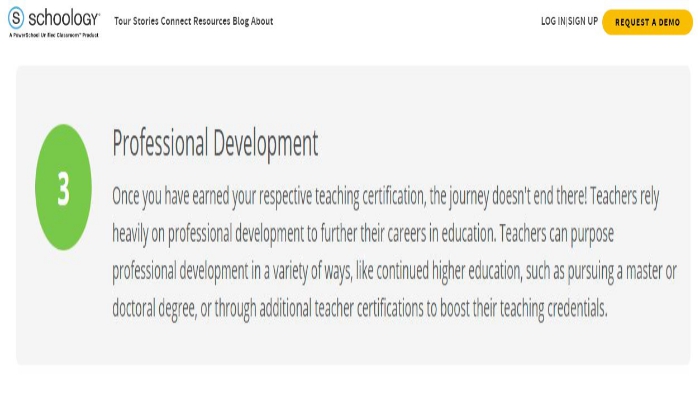 S schoology®
A PowerSchool Unified Classroom™ Product
Tour Stories Connect Resources Blog About
LOG IN|SIGN UP
REQUEST A DEMO
3
Professional Development
Once you have earned your respective teaching certification, the journey doesn't end there! Teachers rely
heavily on professional development to further their careers in education. Teachers can purpose
professional development in a variety of ways, like continued higher education, such as pursuing a master or
doctoral degree, or through additional teacher certifications to boost their teaching credentials.